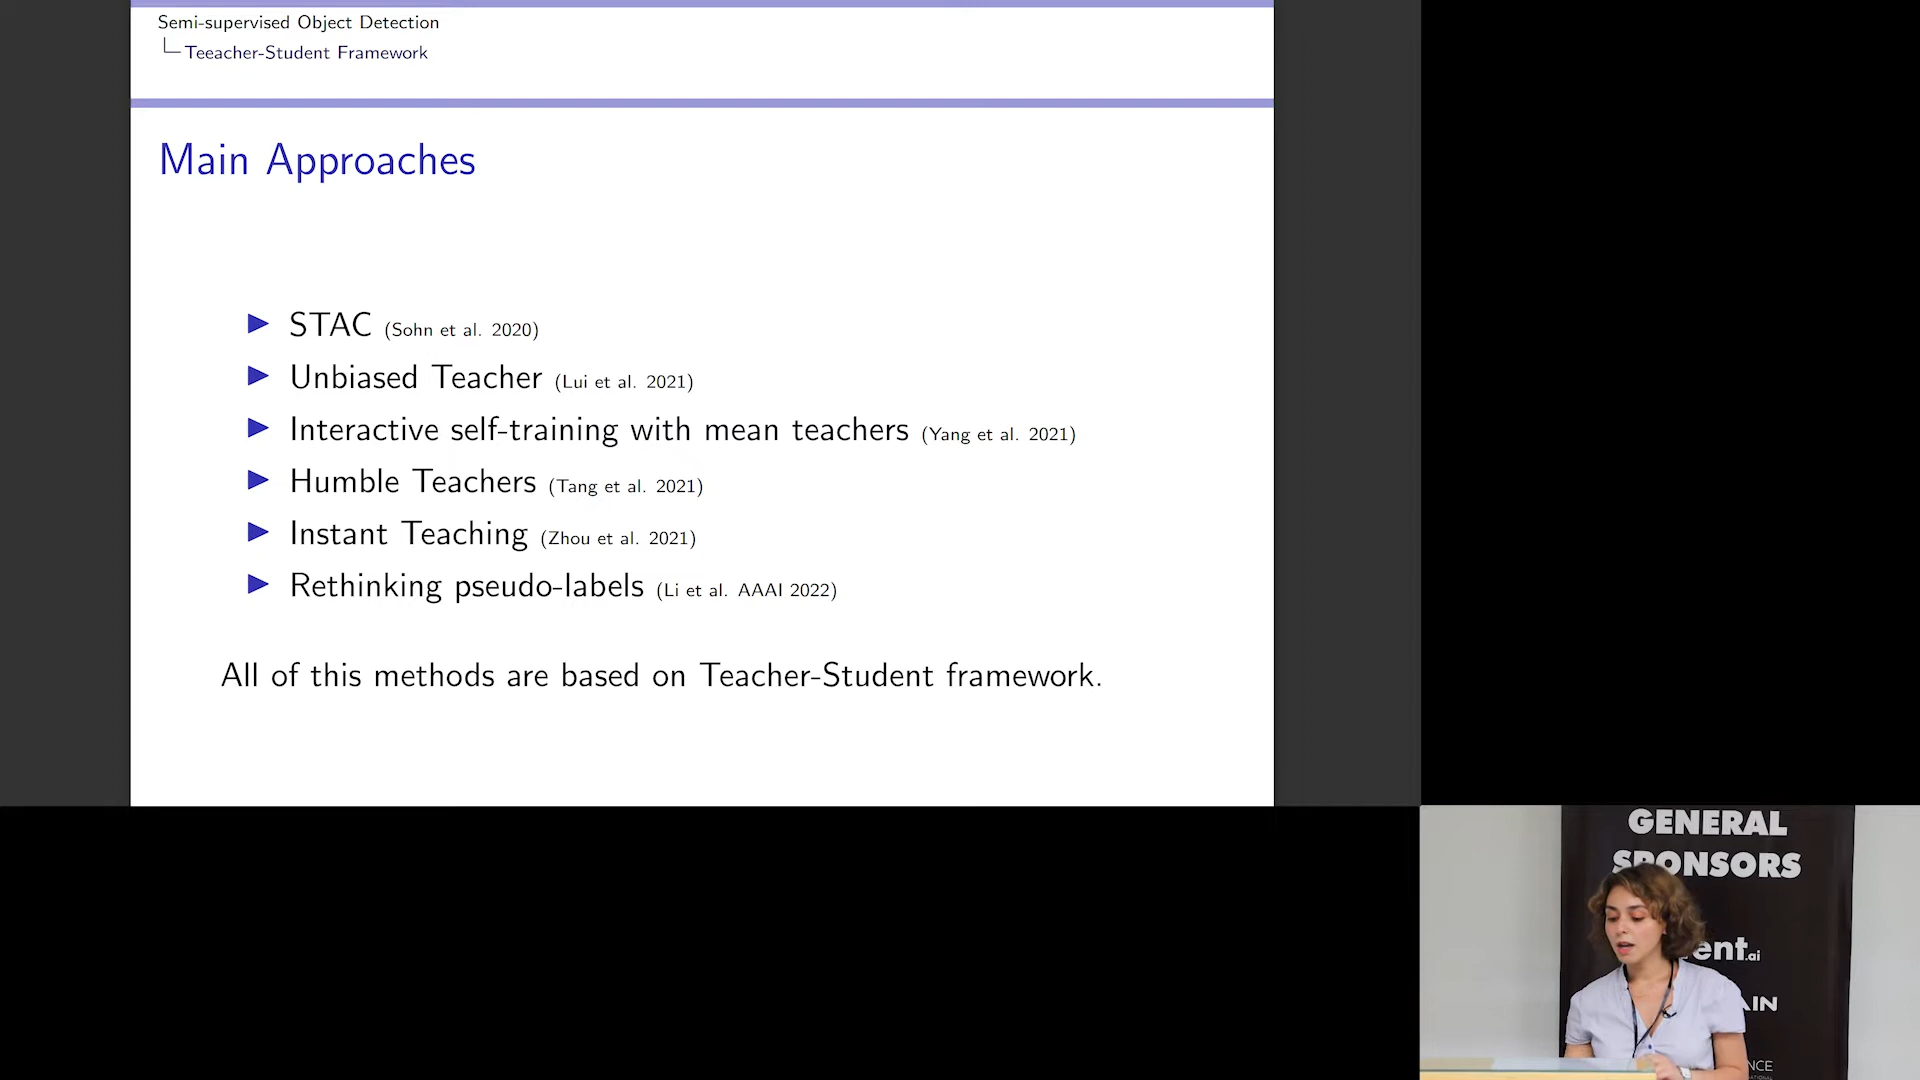 Semi-supervised Object Detection
Teeacher-Student Framework
Main Approaches
STAC (Sohn et al. 2020)
Unbiased Teacher (Lui et al. 2021)
Interactive self-training with mean teachers (Yang et al. 2021)
Humble Teachers (Tang et al. 2021)
Instant Teaching (Zhou et al. 2021)
Rethinking pseudo-labels (Li et al. AAAI 2022)
All of this methods are based on Teacher-Student framework.
GENERAL
SPONSORS